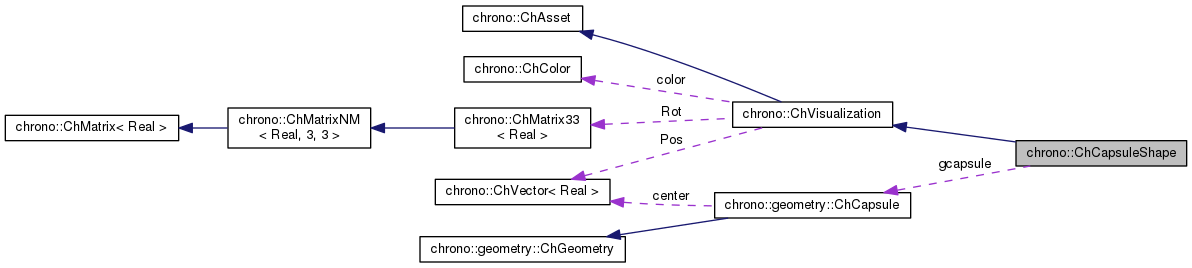 chrono::ChAsset
chrono::ChColor
color
chrono::ChMatrix< Real >
chrono::ChMatrixNM
< Real, 3, 3 >
chrono::ChMatrix33
< Real >
Rot
chrono::ChVisualization
Pos
chrono::ChCapsuleShape
gcapsule
chrono::ChVector< Real >
center
chrono::geometry::ChCapsule
chrono::geometry::ChGeometry